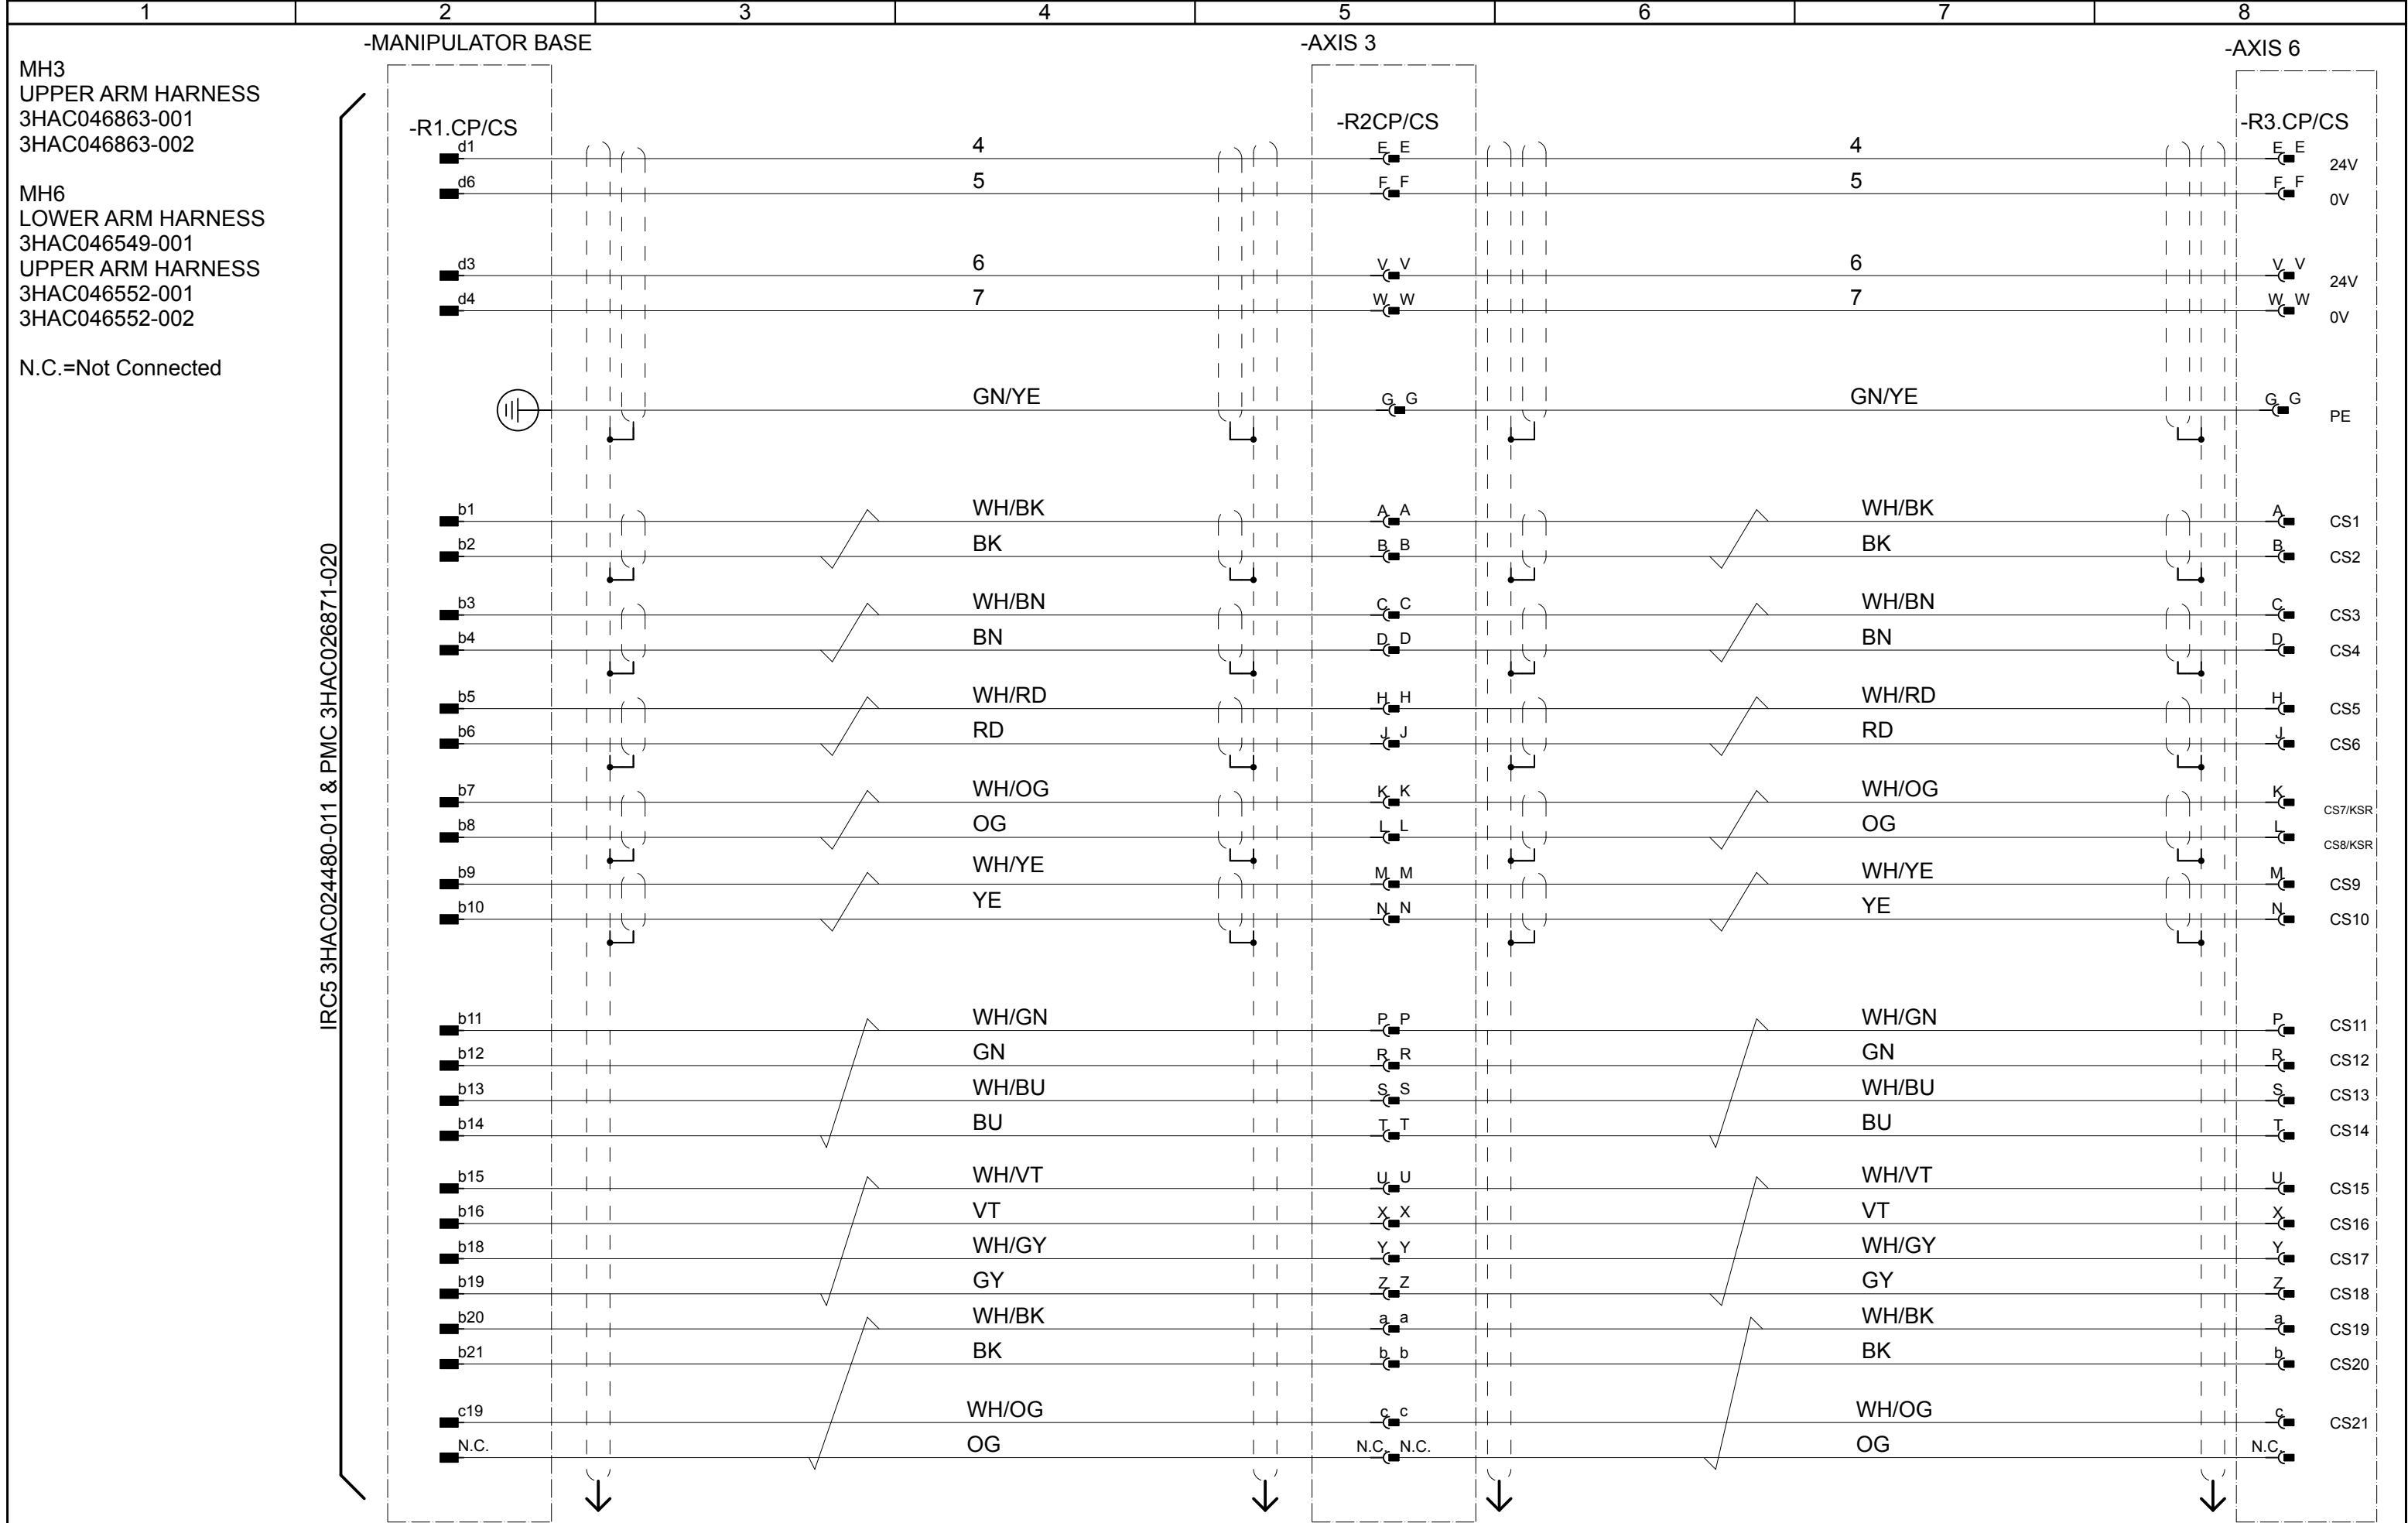 1 2 3 4 5 6 7 8
-MANIPULATOR BASE -AXIS 3 -AXIS 6
MH3
UPPER ARM HARNESS
3HAC046863-001
3HAC046863-002
MH6
LOWER ARM HARNESS
3HAC046549-001
UPPER ARM HARNESS
3HAC046552-001
3HAC046552-002
N.C.=Not Connected
IRC5 3HAC024480-011 & PMC 3HAC026871-020
-R1.CP/CS -R2CP/CS -R3.CP/CS
d1 4 E E 4 E E 24V
d6 5 F F 5 F F 0V
d3 6 V V 6 V V 24V
d4 7 W W 7 W W 0V
GN/YE G G GN/YE G G PE
b1 WH/BK A A WH/BK A CS1
b2 BK B B BK B CS2
b3 WH/BN C C WH/BN C CS3
b4 BN D D BN D CS4
b5 WH/RD H H WH/RD H CS5
b6 RD J J RD J CS6
b7 WH/OG K K WH/OG K CS7/KSR
b8 OG L L OG L CS8/KSR
b9 WH/YE M M WH/YE M CS9
b10 YE N N YE N CS10
b11 WH/GN P P WH/GN P CS11
b12 GN R R GN R CS12
b13 WH/BU S S WH/BU S CS13
b14 BU T T BU T CS14
b15 WH/VT U U WH/VT U CS15
b16 VT X X VT X CS16
b18 WH/GY Y Y WH/GY Y CS17
b19 GY Z Z GY Z CS18
b20 WH/BK a a WH/BK a CS19
b21 BK b b BK b CS20
c19 WH/OG c c WH/OG c CS21
N.C. OG N.C. N.C. OG N.C.